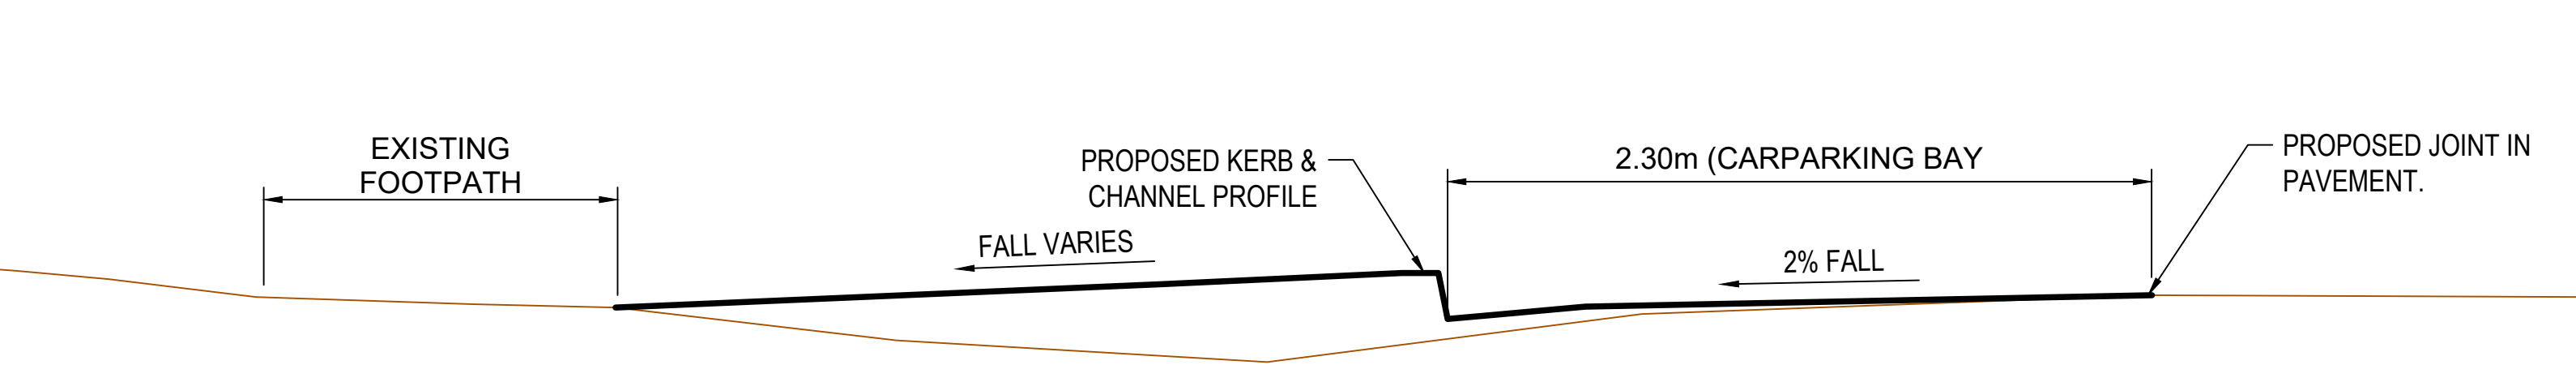 EXISTING
FOOTPATH
FALL VARIES
PROPOSED KERB &
CHANNEL PROFILE
2.30m (CARPARKING BAY
2% FALL
PROPOSED JOINT IN
PAVEMENT.